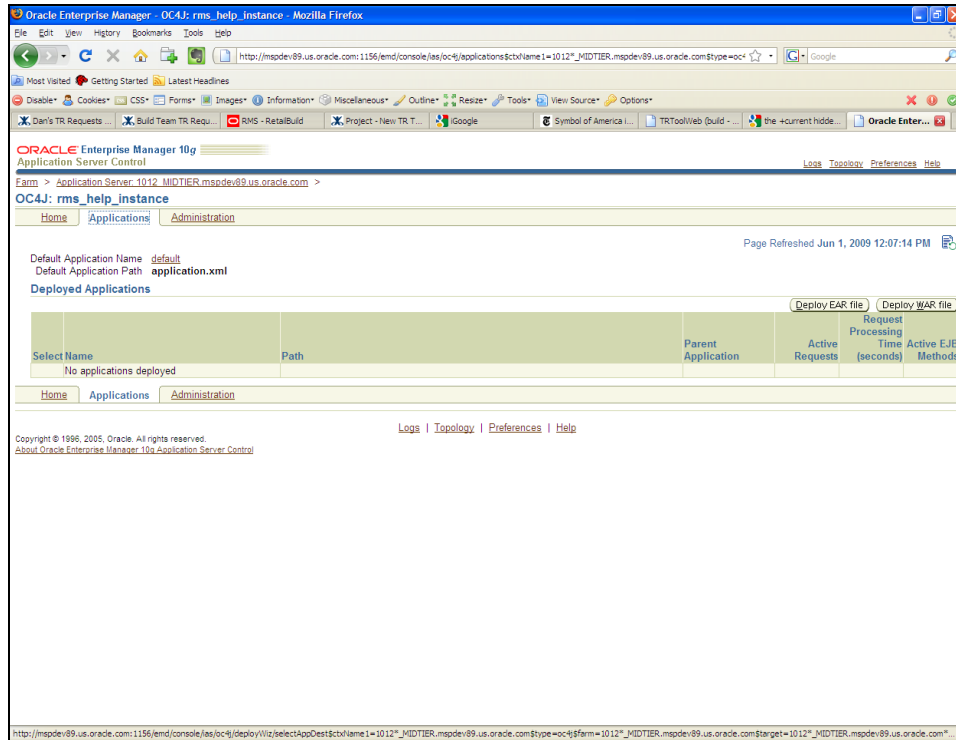 Oracle Enterprise Manager - OC4J: rms_help_instance - Mozilla Firefox
File Edit View History Bookmarks Tools Help
http://mspdev89.us.oracle.com:1156/emd/console/ias/oc4j/applications$ctxName1=1012*_MIDTIER.mspdev89.us.oracle.com$type=oc4 Google
Most Visited Getting Started Latest Headlines
Disable Cookies CSS Forms Images Information Miscellaneous Outline Resize Tools View Source Options
Dan's TR Requests ... Build Team TR Requ... RMS - RetailBuild Project - New TR T... iGoogle Symbol of America i... TRToolWeb (build - ... the +current hidde... Oracle Enter...
ORACLE Enterprise Manager 10g
Application Server Control
Logs Topology Preferences Help
Farm > Application Server: 1012_MIDTIER.mspdev89.us.oracle.com >
OC4J: rms_help_instance
Home Applications Administration
Page Refreshed Jun 1, 2009 12:07:14 PM
Default Application Name default
Default Application Path application.xml
Deployed Applications
Deploy EAR file Deploy WAR file
Select Name Path Parent Application Active Requests Request Processing Time (seconds) Active EJB Methods
No applications deployed
Home Applications Administration
Logs | Topology | Preferences | Help
Copyright © 1996, 2005, Oracle. All rights reserved.
About Oracle Enterprise Manager 10g Application Server Control
http://mspdev89.us.oracle.com:1156/emd/console/ias/oc4j/deployWiz/selectAppDest$ctxName1=1012*_MIDTIER.mspdev89.us.oracle.com$type=oc4j$farm=1012*_MIDTIER.mspdev89.us.oracle.com$target=1012*_MIDTIER.mspdev89.us.oracle.com*...